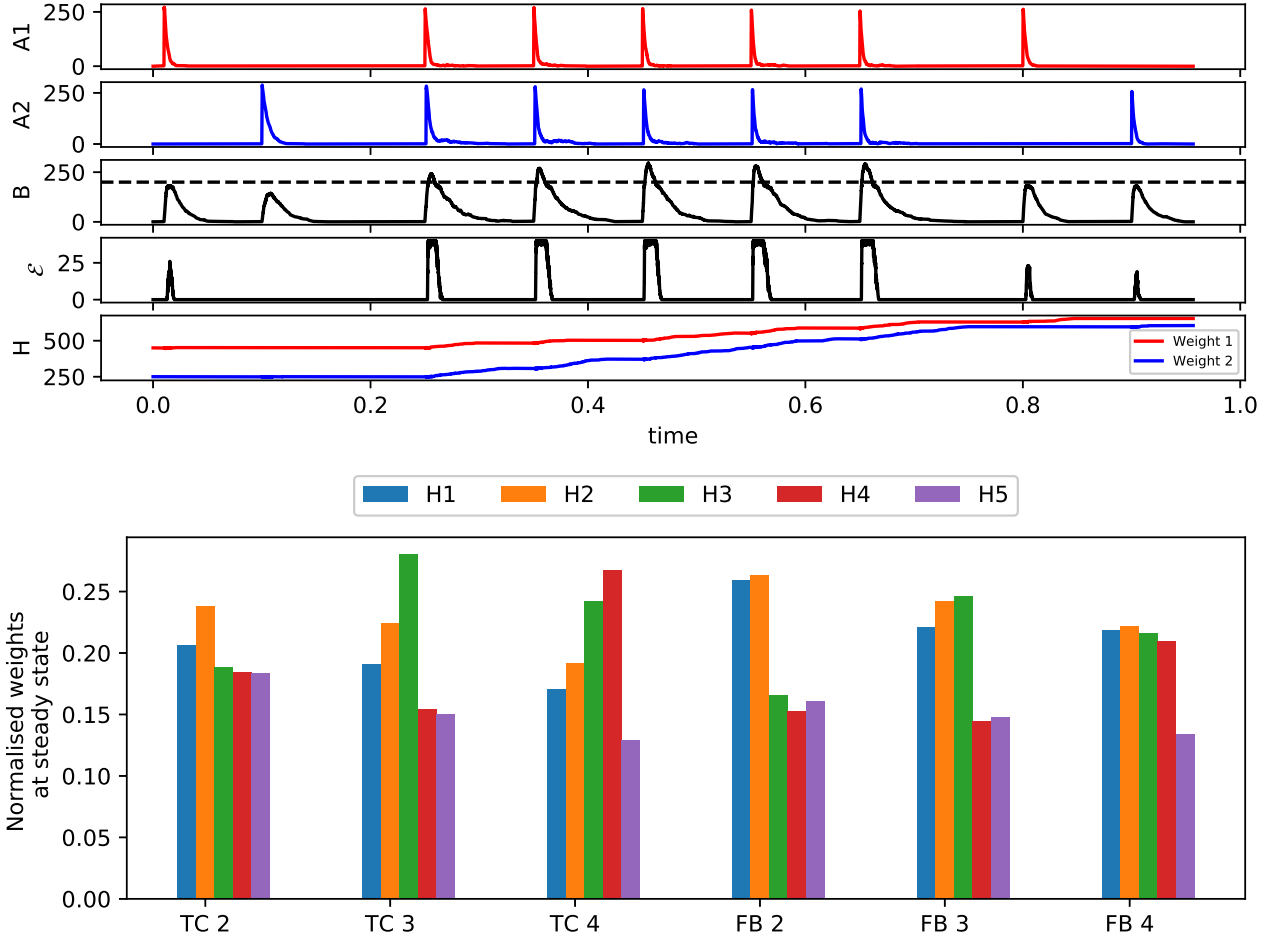 A1
250
0
A2
250
0
B
250
0
ℰ
25
0
H
500
250
Weight 1
Weight 2
0.0 0.2 0.4 0.6 0.8 1.0
time
H1 H2 H3 H4 H5
Normalised weights
at steady state
0.25
0.20
0.15
0.10
0.05
0.00
TC 2 TC 3 TC 4 FB 2 FB 3 FB 4